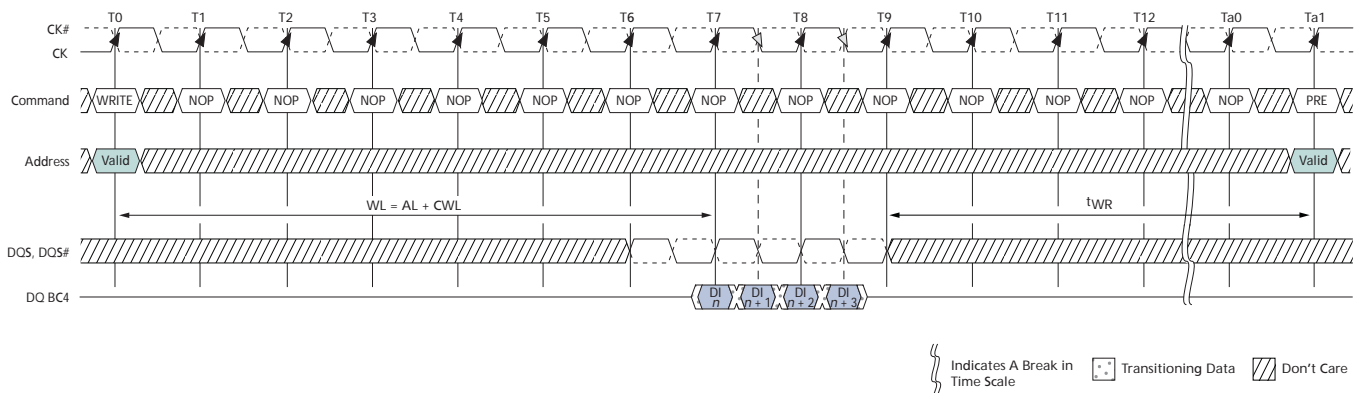 T0 T1 T2 T3 T4 T5 T6 T7 T8 T9 T10 T11 T12 Ta0 Ta1
CK#
CK
Command WRITE NOP NOP NOP NOP NOP NOP NOP NOP NOP NOP NOP NOP NOP PRE
Address Valid Valid
WL = AL + CWL tWR
DQS, DQS#
DQ BC4 DI n DI n + 1 DI n + 2 DI n + 3
Indicates A Break in
Time Scale
Transitioning Data
Don't Care